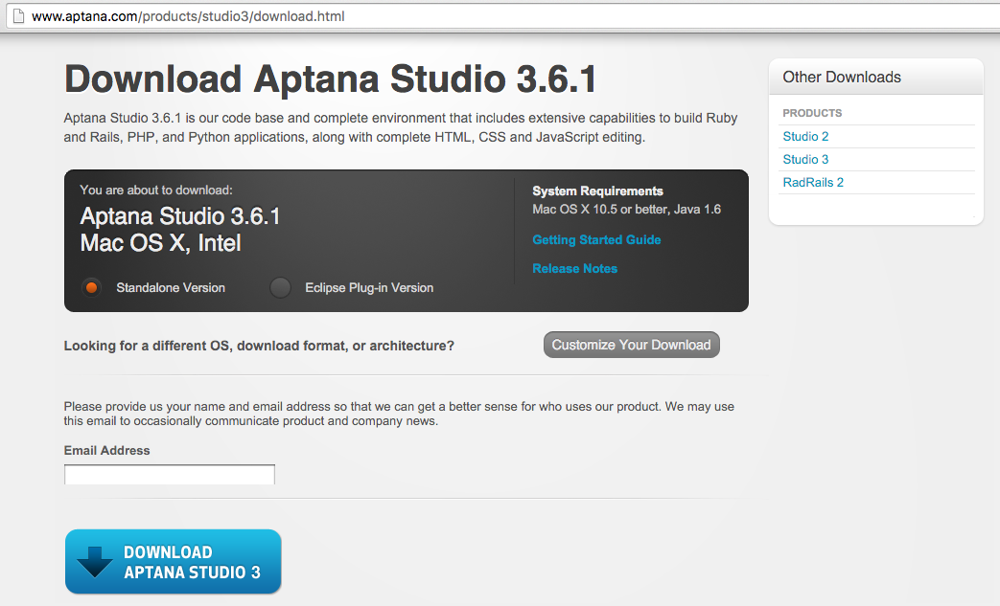 www.aptana.com/products/studio3/download.html
Download Aptana Studio 3.6.1
Aptana Studio 3.6.1 is our code base and complete environment that includes extensive capabilities to build Ruby
and Rails, PHP, and Python applications, along with complete HTML, CSS and JavaScript editing.
You are about to download:
Aptana Studio 3.6.1
Mac OS X, Intel
Standalone Version
Eclipse Plug-in Version
System Requirements
Mac OS X 10.5 or better, Java 1.6
Getting Started Guide
Release Notes
Looking for a different OS, download format, or architecture?
Customize Your Download
Please provide us your name and email address so that we can get a better sense for who uses our product. We may use
this email to occasionally communicate product and company news.
Email Address
DOWNLOAD
APTANA STUDIO 3
Other Downloads
PRODUCTS
Studio 2
Studio 3
RadRails 2